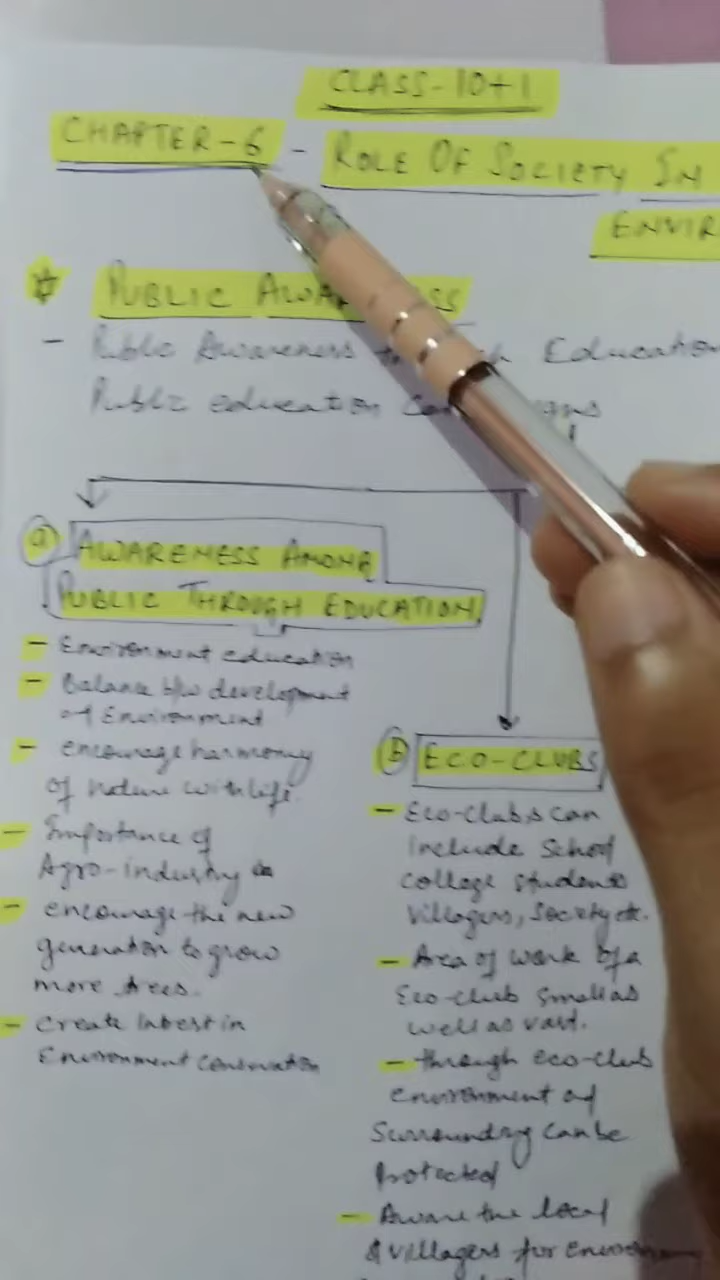 CLASS-10+1
CHAPTER-6 - ROLE OF SOCIETY IN
ENVIR
PUBLIC AWA SS
- Public Awareness Education
Public education
(a) AWARENESS AMONG
PUBLIC THROUGH EDUCATION
- Environment education
- Balance b/w development
of Environment
- encourage harmony
of nature with life.
- Importance of
Agro-industry
- encourage the new
generation to grow
more trees.
- Create Intrest in
Environment
(b) ECO-CLUBS
- Eco-Clubs can
include School
college students
villagers, Society etc.
- Area of work of a
Eco-club small as
well as vast.
- through eco-club
environment and
Surrounding can be
Protected
- Aware the local
& villagers for